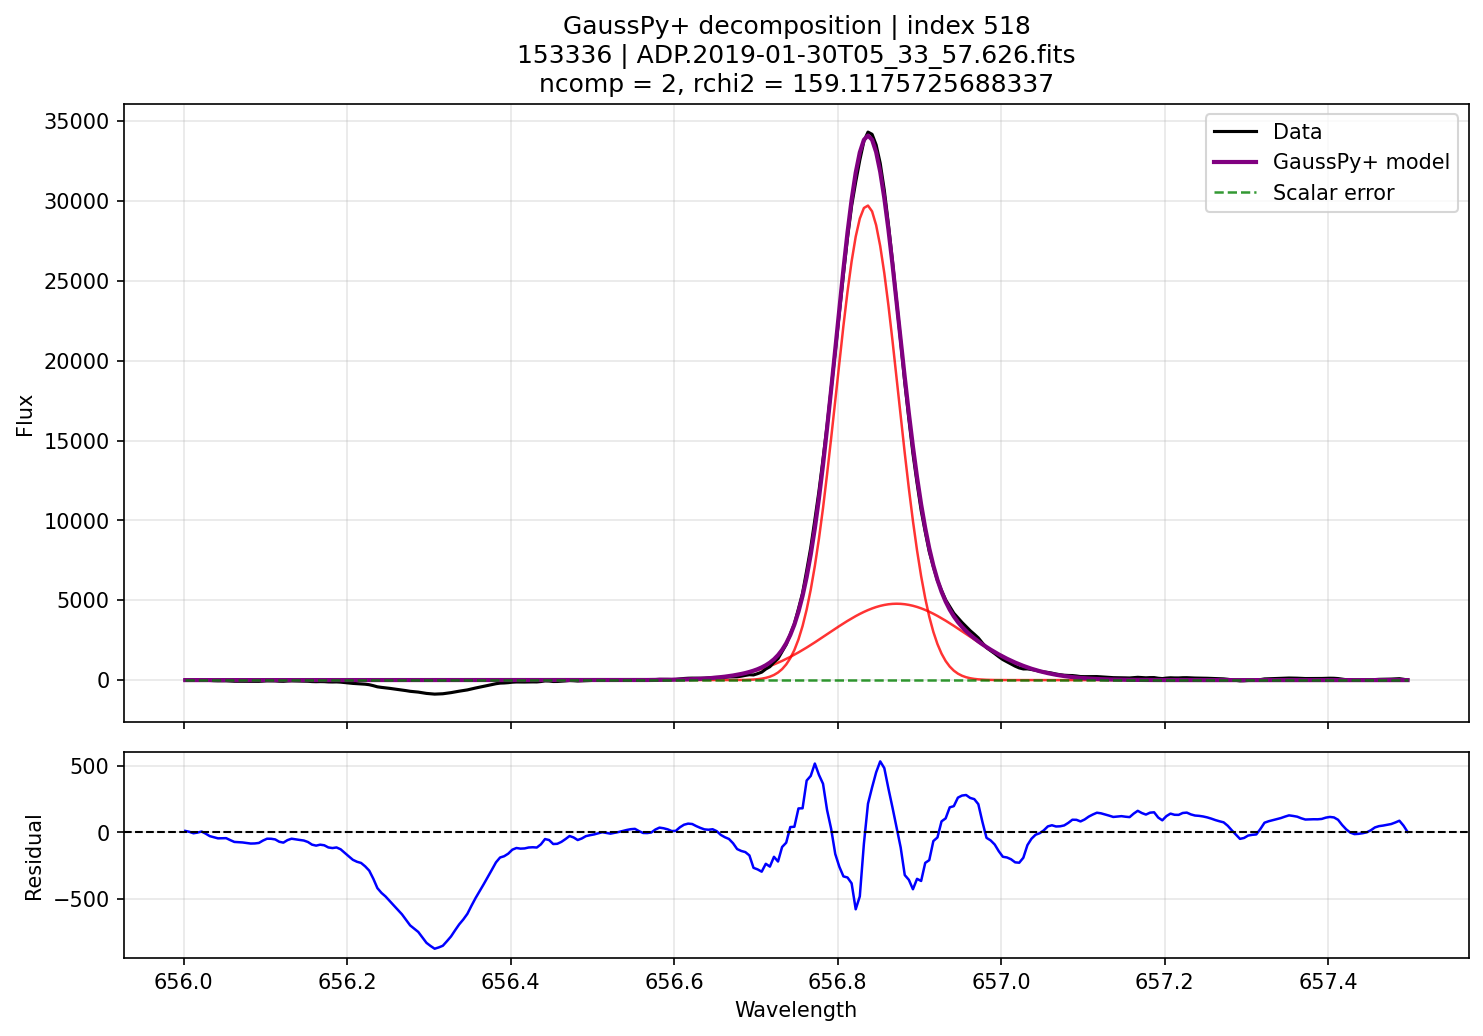 GaussPy+ decomposition | index 518
153336 | ADP.2019-01-30T05_33_57.626.fits
ncomp = 2, rchi2 = 159.1175725688337
Data
GaussPy+ model
Scalar error
35000
30000
25000
20000
15000
10000
5000
0
Flux
500
0
−500
Residual
656.0
656.2
656.4
656.6
656.8
657.0
657.2
657.4
Wavelength